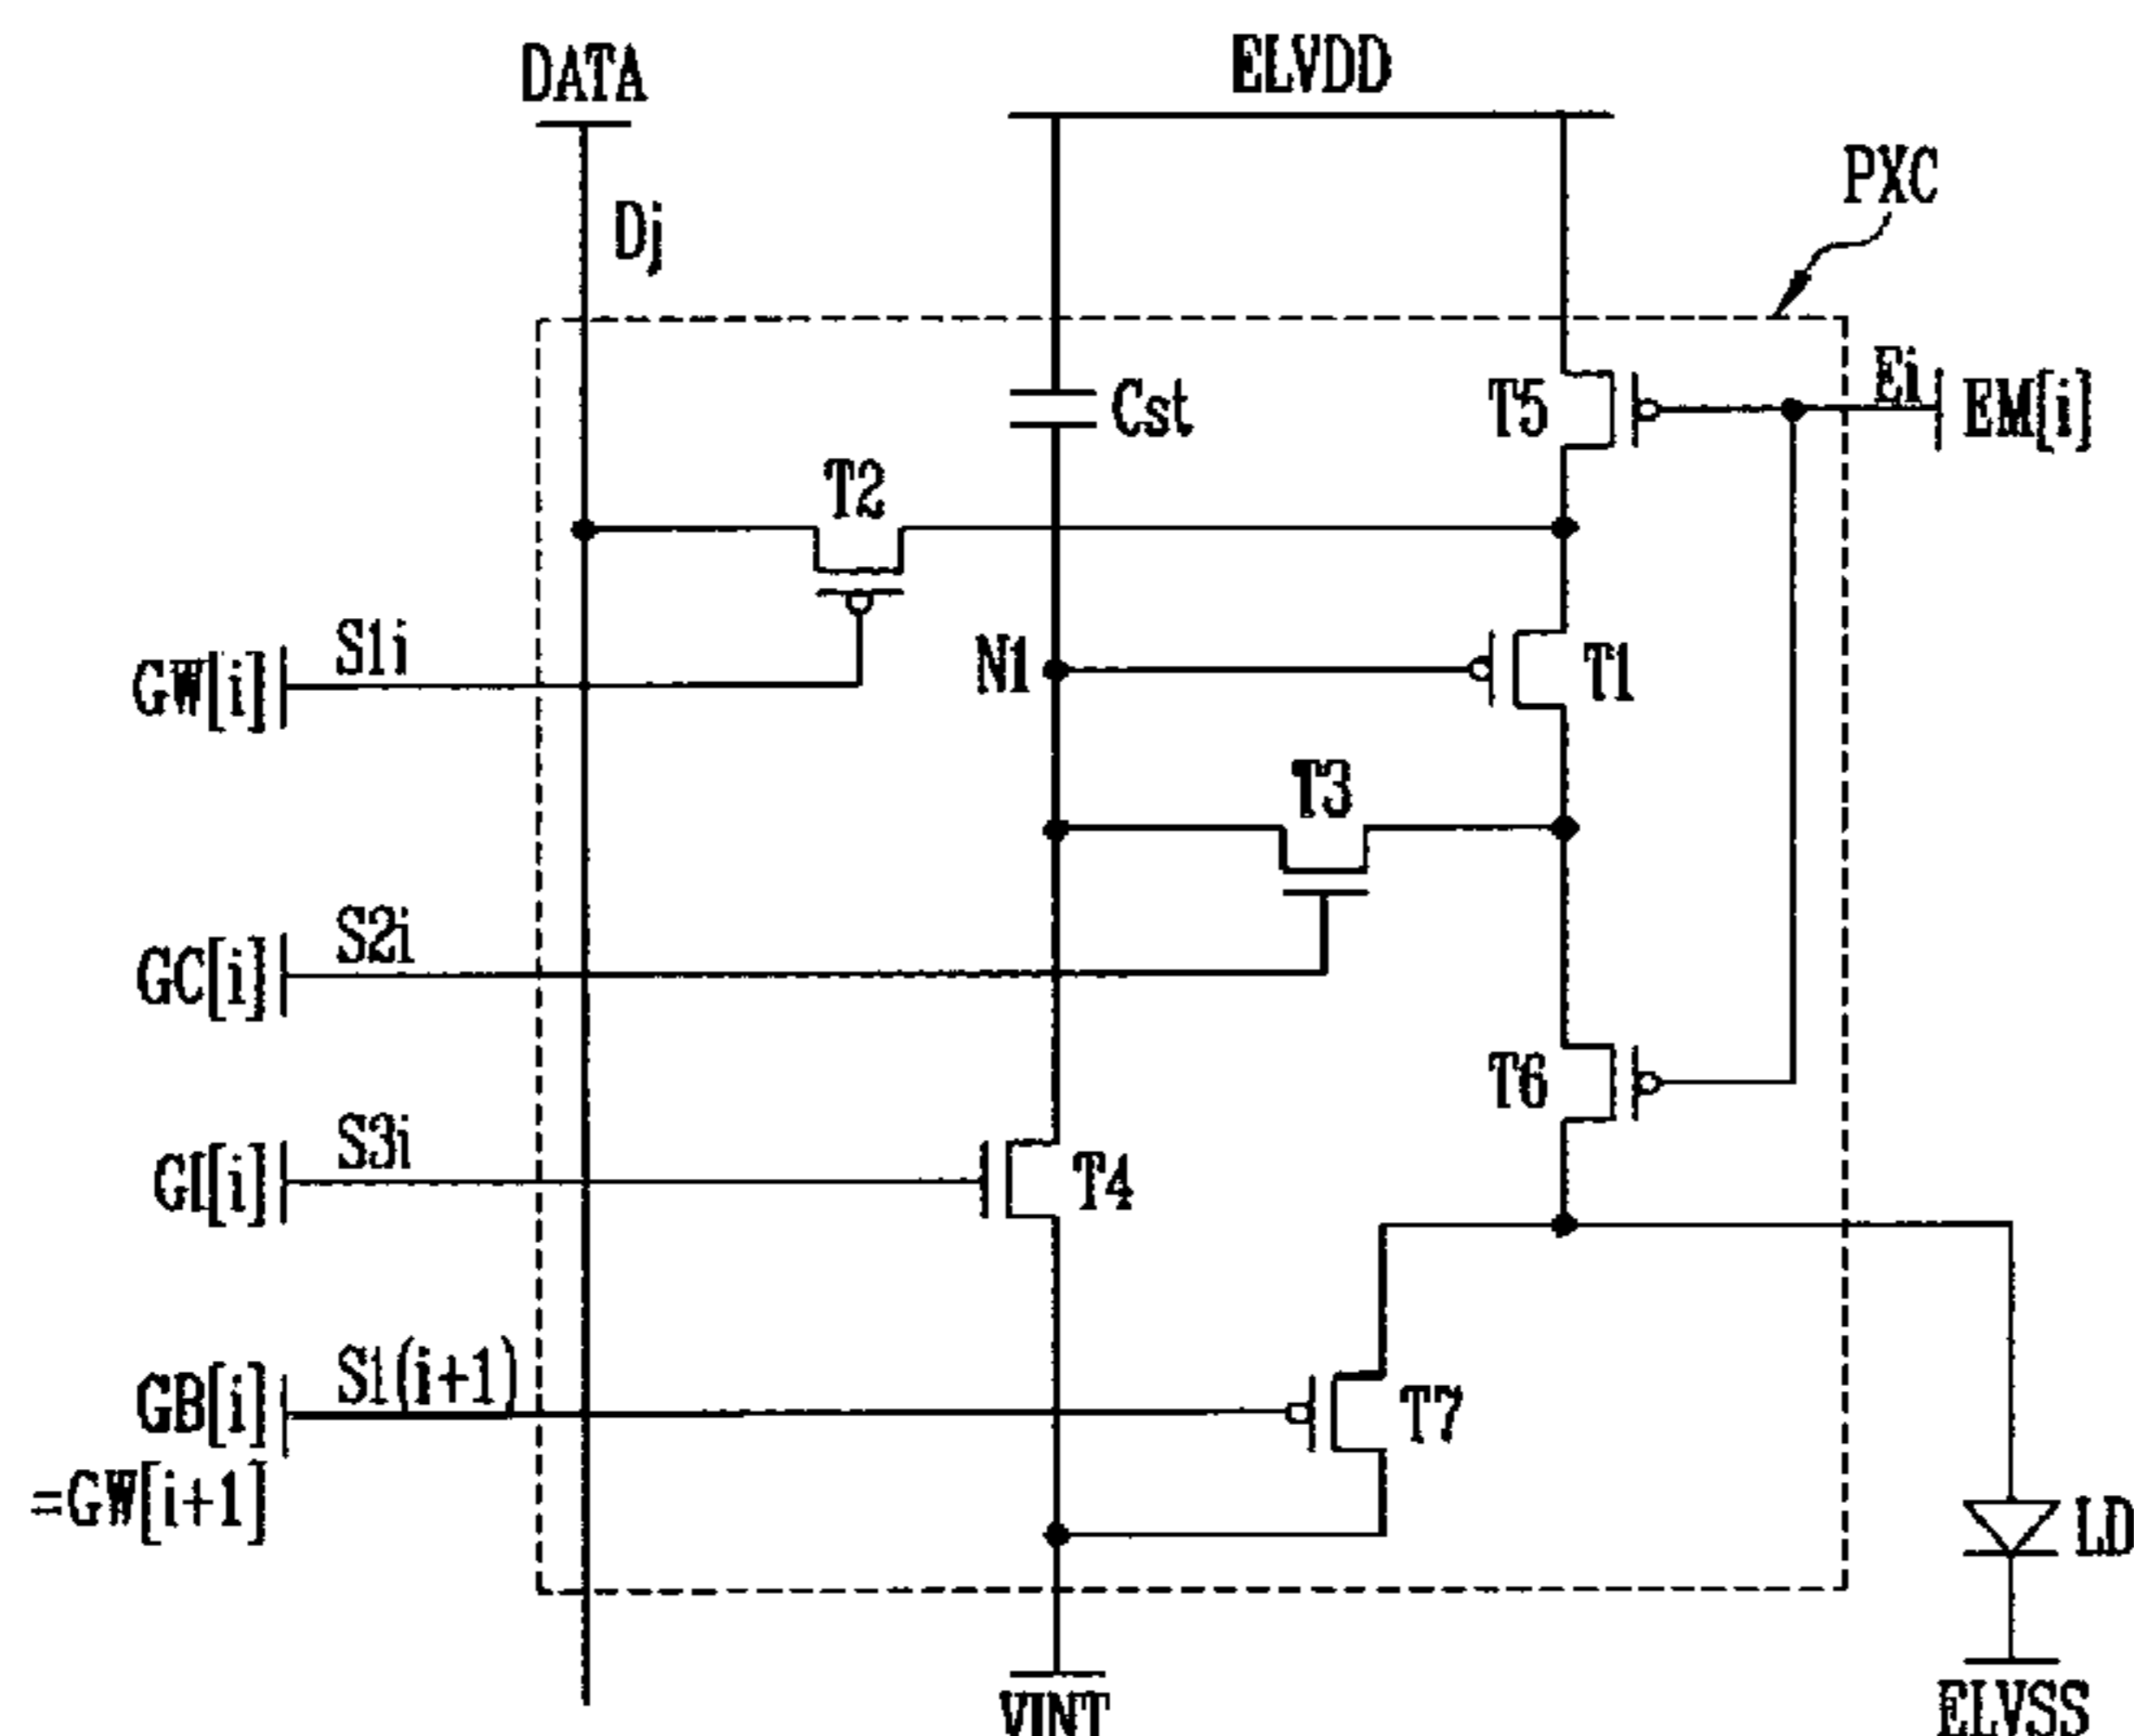 DATA
ELVDD
PXC
Dj
Cst
T5
Ei
EM[i]
T2
S1i
GW[i]
N1
T1
T3
S2i
GC[i]
T6
S3i
GI[i]
T4
S1(i+1)
GB[i]
=GW[i+1]
T7
LD
VINT
ELVSS